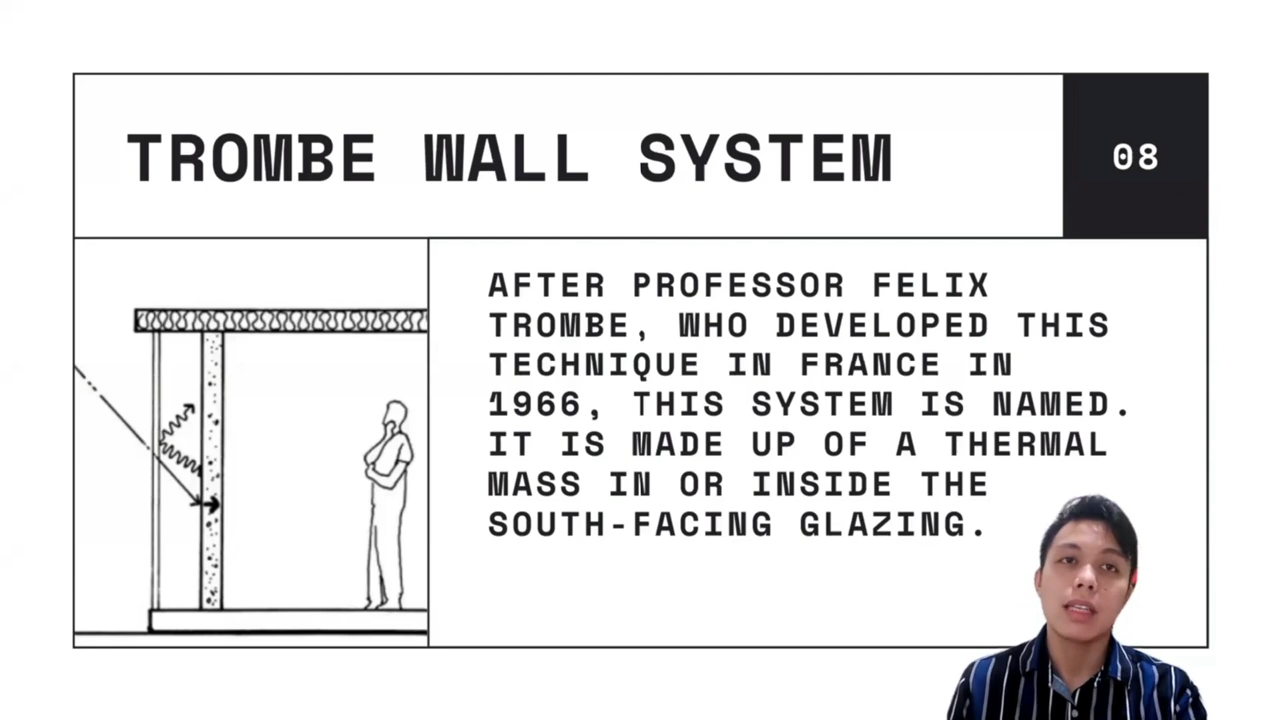 TROMBE WALL SYSTEM
08
AFTER PROFESSOR FELIX
TROMBE, WHO DEVELOPED THIS
TECHNIQUE IN FRANCE IN
1966, THIS SYSTEM IS NAMED.
IT IS MADE UP OF A THERMAL
MASS IN OR INSIDE THE
SOUTH-FACING GLAZING.